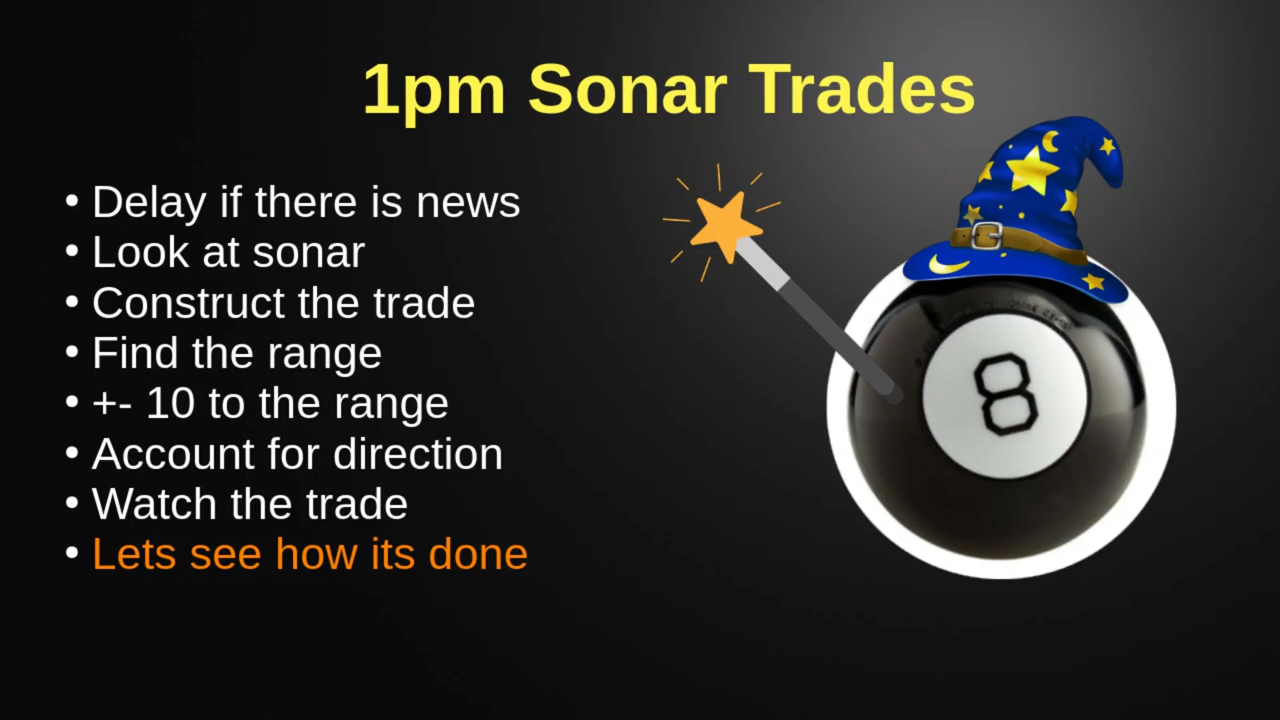 1pm Sonar Trades
• Delay if there is news
• Look at sonar
• Construct the trade
• Find the range
• +- 10 to the range
• Account for direction
• Watch the trade
• Lets see how its done
8